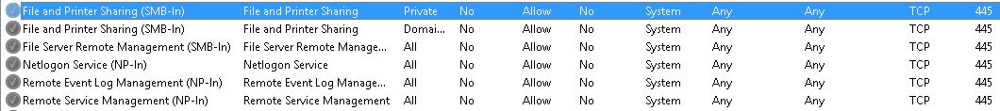 File and Printer Sharing (SMB-In) File and Printer Sharing Private No Allow No System Any Any TCP 445
File and Printer Sharing (SMB-In) File and Printer Sharing Domai... No Allow No System Any Any TCP 445
File Server Remote Management (SMB-In) File Server Remote Manage... All No Allow No System Any Any TCP 445
Netlogon Service (NP-In) Netlogon Service All No Allow No System Any Any TCP 445
Remote Event Log Management (NP-In) Remote Event Log Manage... All No Allow No System Any Any TCP 445
Remote Service Management (NP-In) Remote Service Management All No Allow No System Any Any TCP 445